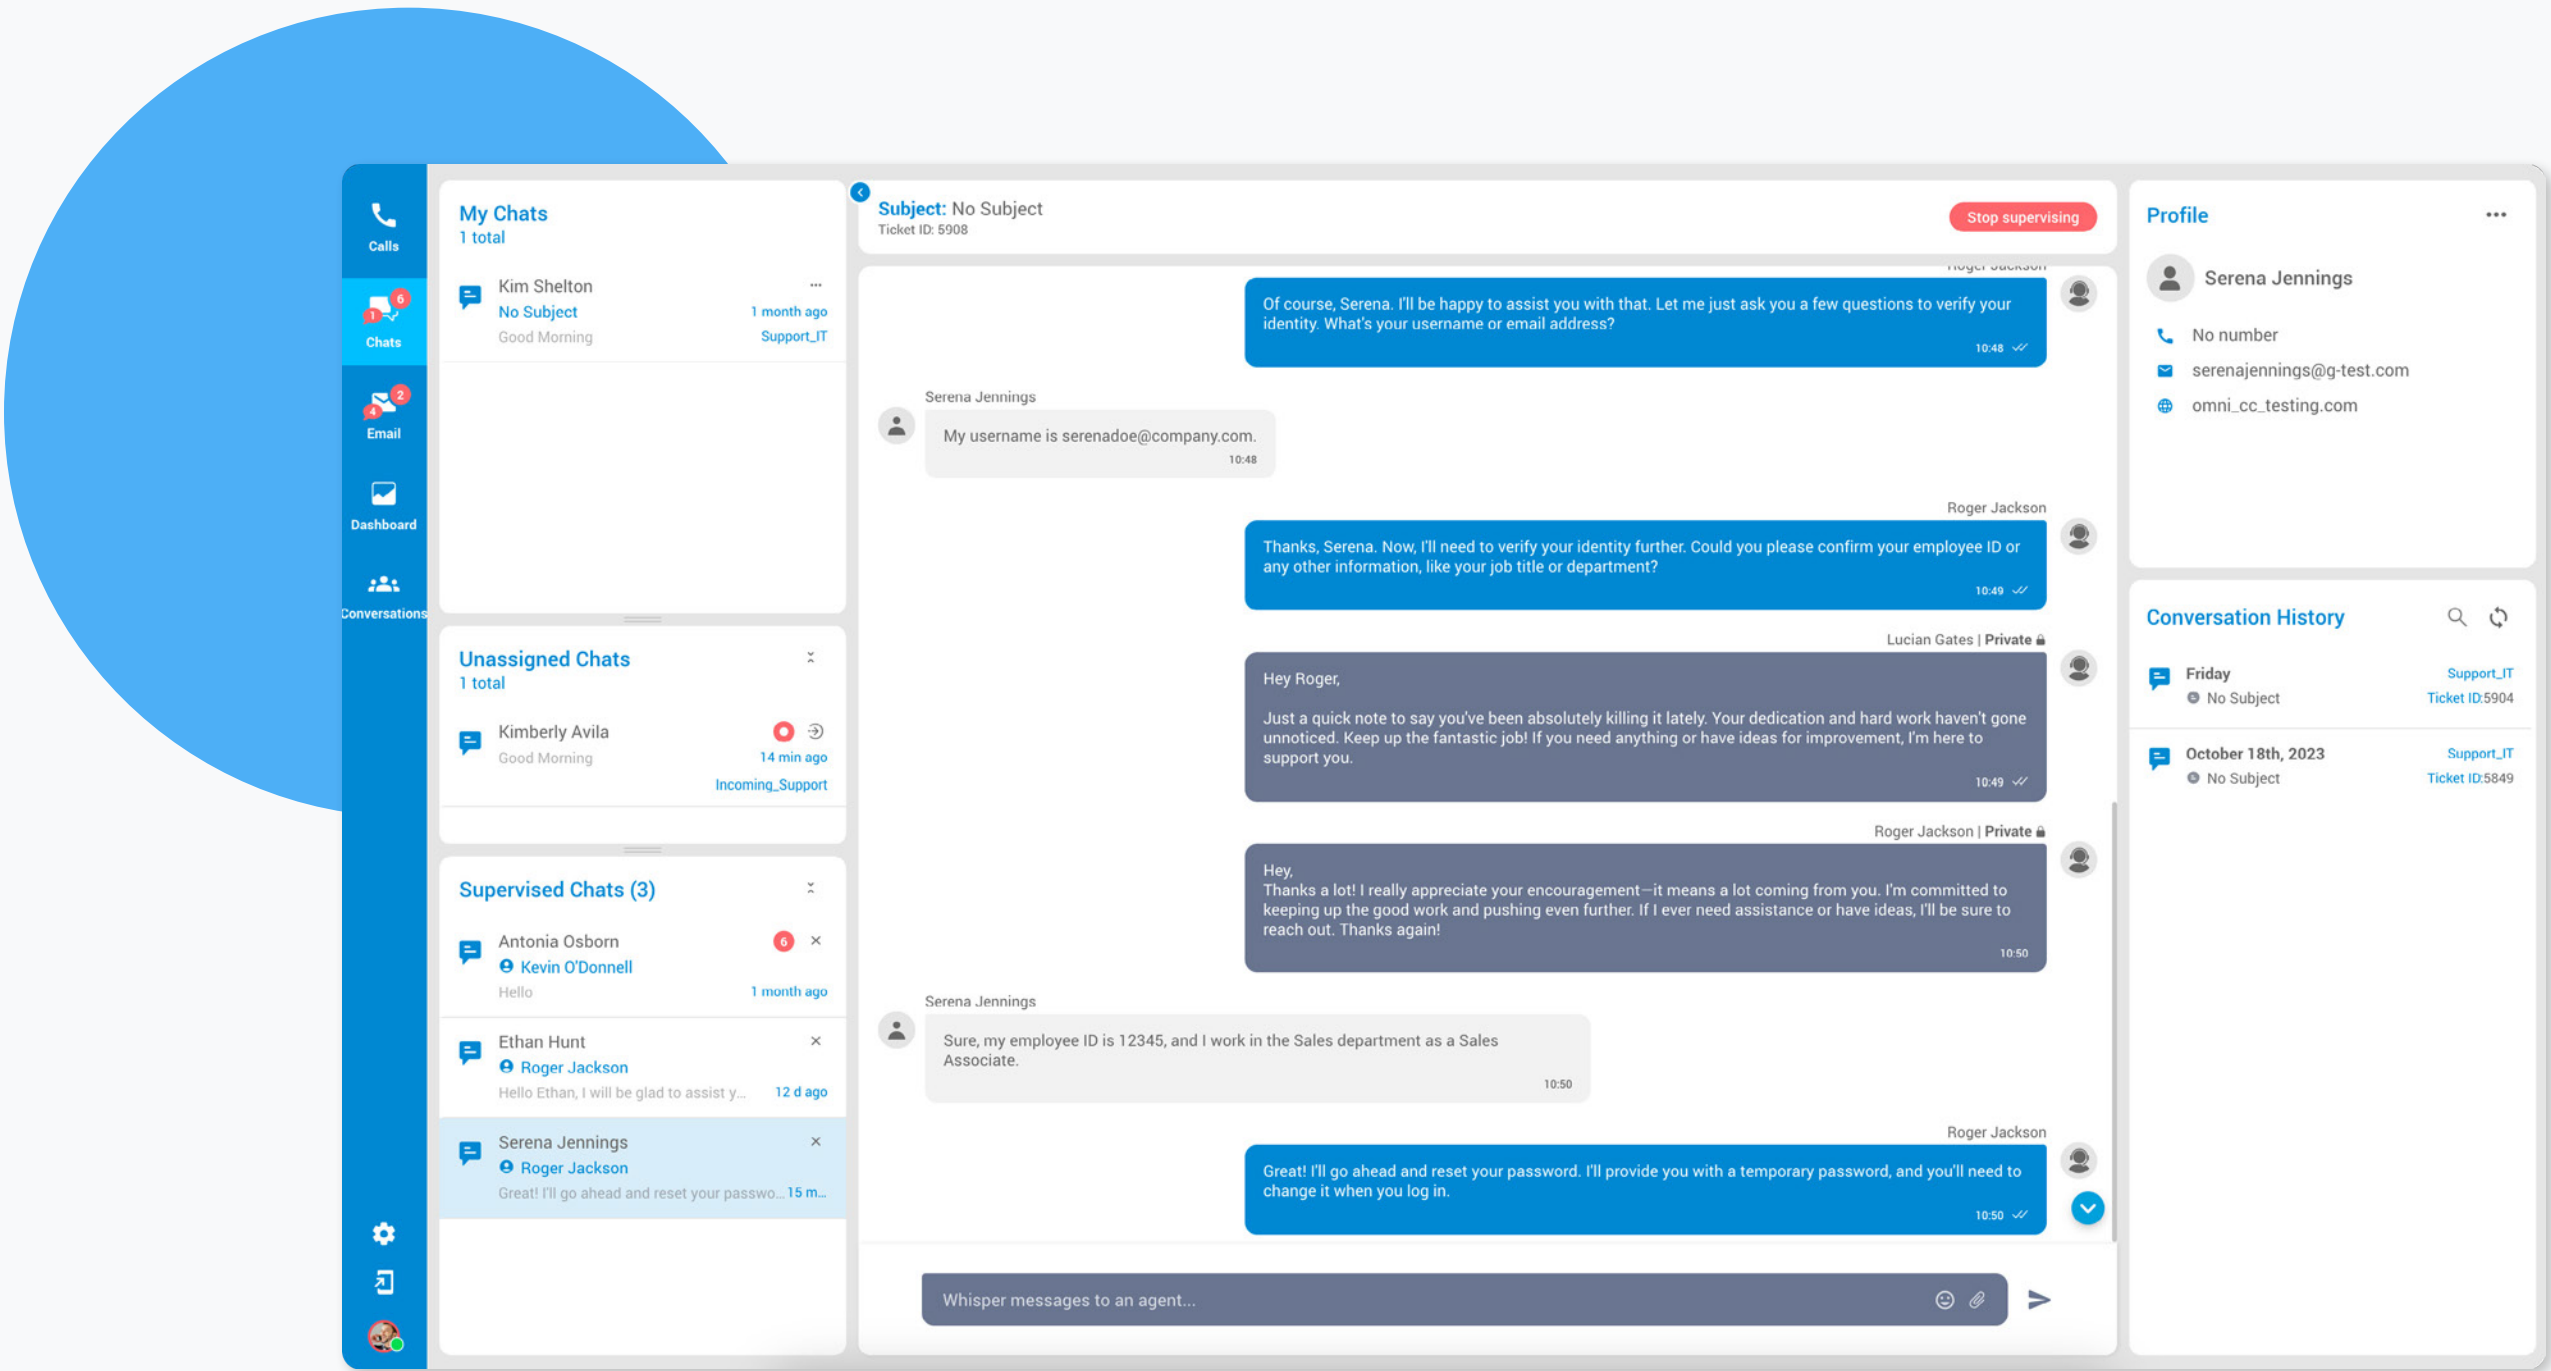 Calls
6
1
Chats
2
4
Email
Dashboard
Conversations
My Chats
1 total
Kim Shelton
No Subject
1 month ago
Good Morning
Support_IT
Unassigned Chats
1 total
Kimberly Avila
Good Morning
14 min ago
Incoming_Support
Supervised Chats (3)
Antonia Osborn
6
Kevin O'Donnell
Hello
1 month ago
Ethan Hunt
Roger Jackson
Hello Ethan, I will be glad to assist y...
12 d ago
Serena Jennings
Roger Jackson
Great! I'll go ahead and reset your passwo...
15 m...
Subject: No Subject
Ticket ID: 5908
Stop supervising
Roger Jackson
Of course, Serena. I'll be happy to assist you with that. Let me just ask you a few questions to verify your
identity. What's your username or email address?
10:48
Serena Jennings
My username is serenadoe@company.com.
10:48
Roger Jackson
Thanks, Serena. Now, I'll need to verify your identity further. Could you please confirm your employee ID or
any other information, like your job title or department?
10:49
Lucian Gates | Private
Hey Roger,
Just a quick note to say you've been absolutely killing it lately. Your dedication and hard work haven't gone
unnoticed. Keep up the fantastic job! If you need anything or have ideas for improvement, I'm here to
support you.
10:49
Roger Jackson | Private
Hey,
Thanks a lot! I really appreciate your encouragement—it means a lot coming from you. I'm committed to
keeping up the good work and pushing even further. If I ever need assistance or have ideas, I'll be sure to
reach out. Thanks again!
10:50
Serena Jennings
Sure, my employee ID is 12345, and I work in the Sales department as a Sales
Associate.
10:50
Roger Jackson
Great! I'll go ahead and reset your password. I'll provide you with a temporary password, and you'll need to
change it when you log in.
10:50
Whisper messages to an agent...
Profile
Serena Jennings
No number
serenajennings@g-test.com
omni_cc_testing.com
Conversation History
Friday
Support_IT
No Subject
Ticket ID:5904
October 18th, 2023
Support_IT
No Subject
Ticket ID:5849